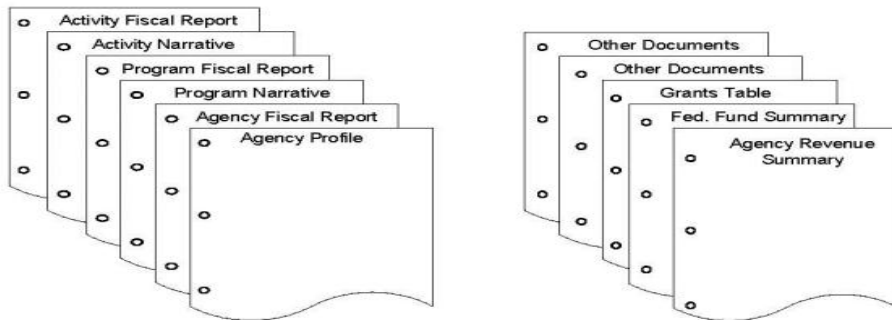 Activity Fiscal Report
Activity Narrative
Program Fiscal Report
Program Narrative
Agency Fiscal Report
Agency Profile
Other Documents
Other Documents
Grants Table
Fed. Fund Summary
Agency Revenue
Summary